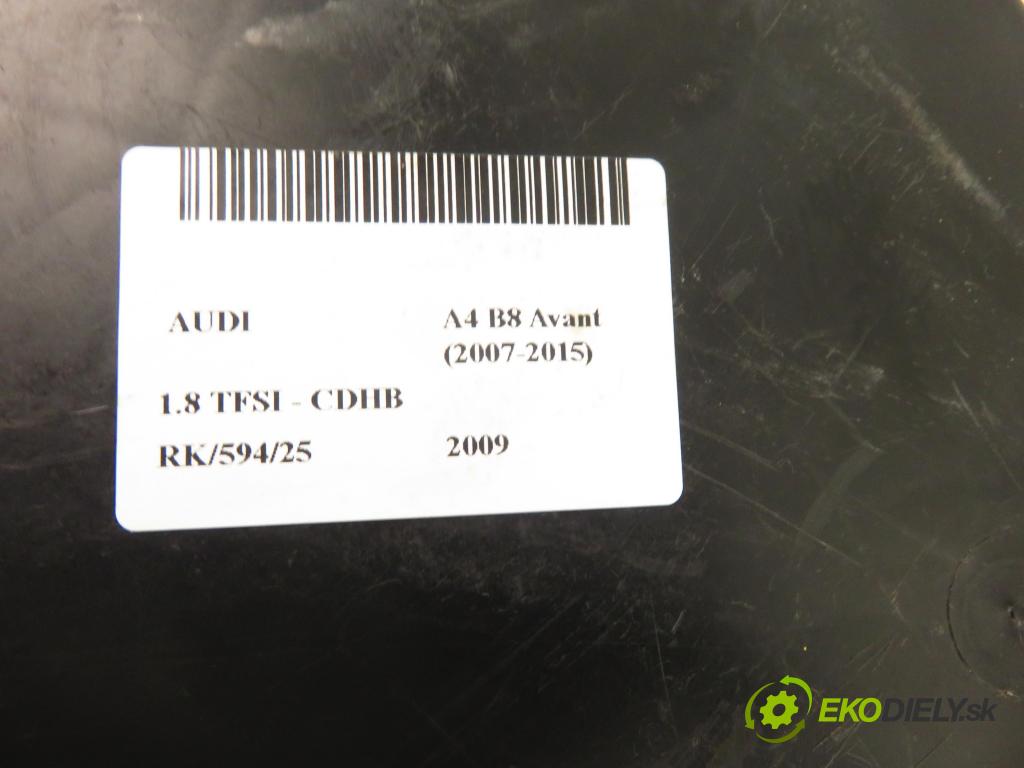 AUDI A4 B8 Avant
(2007-2015)
1.8 TFSI - CDHB
RK/594/25 2009
EKODIELY.sk